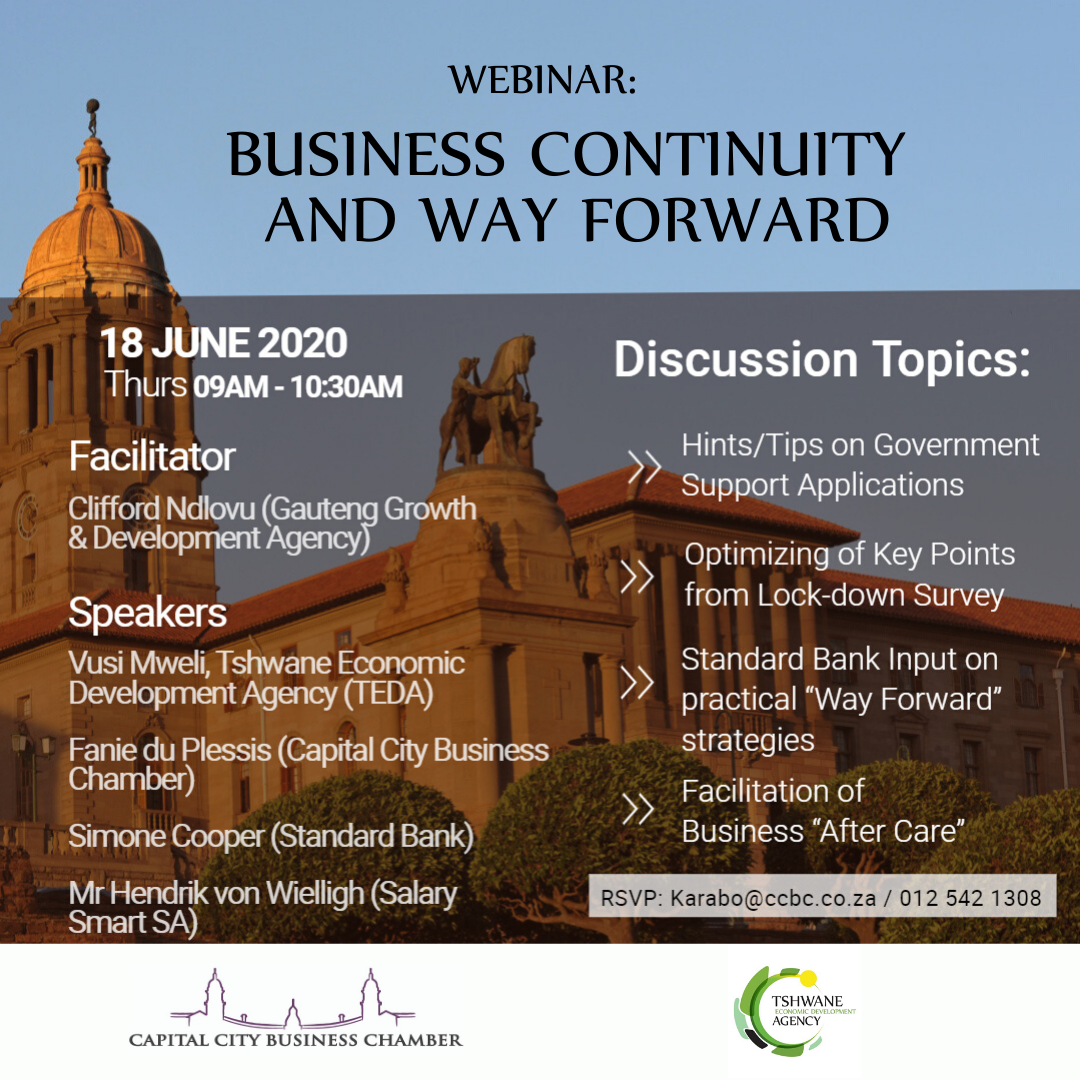 WEBINAR:
BUSINESS CONTINUITY
AND WAY FORWARD
18 JUNE 2020
Thurs 09AM - 10:30AM
Facilitator
Clifford Ndlovu (Gauteng Growth
& Development Agency)
Speakers
Vusi Mweli, Tshwane Economic
Development Agency (TEDA)
Fanie du Plessis (Capital City Business
Chamber)
Simone Cooper (Standard Bank)
Mr Hendrik von Wielligh (Salary
Smart SA)
Discussion Topics:
Hints/Tips on Government
Support Applications
Optimizing of Key Points
from Lock-down Survey
Standard Bank Input on
practical “Way Forward”
strategies
Facilitation of
Business “After Care”
RSVP: Karabo@ccbc.co.za / 012 542 1308
CAPITAL CITY BUSINESS CHAMBER
TSHWANE
ECONOMIC DEVELOPMENT
AGENCY